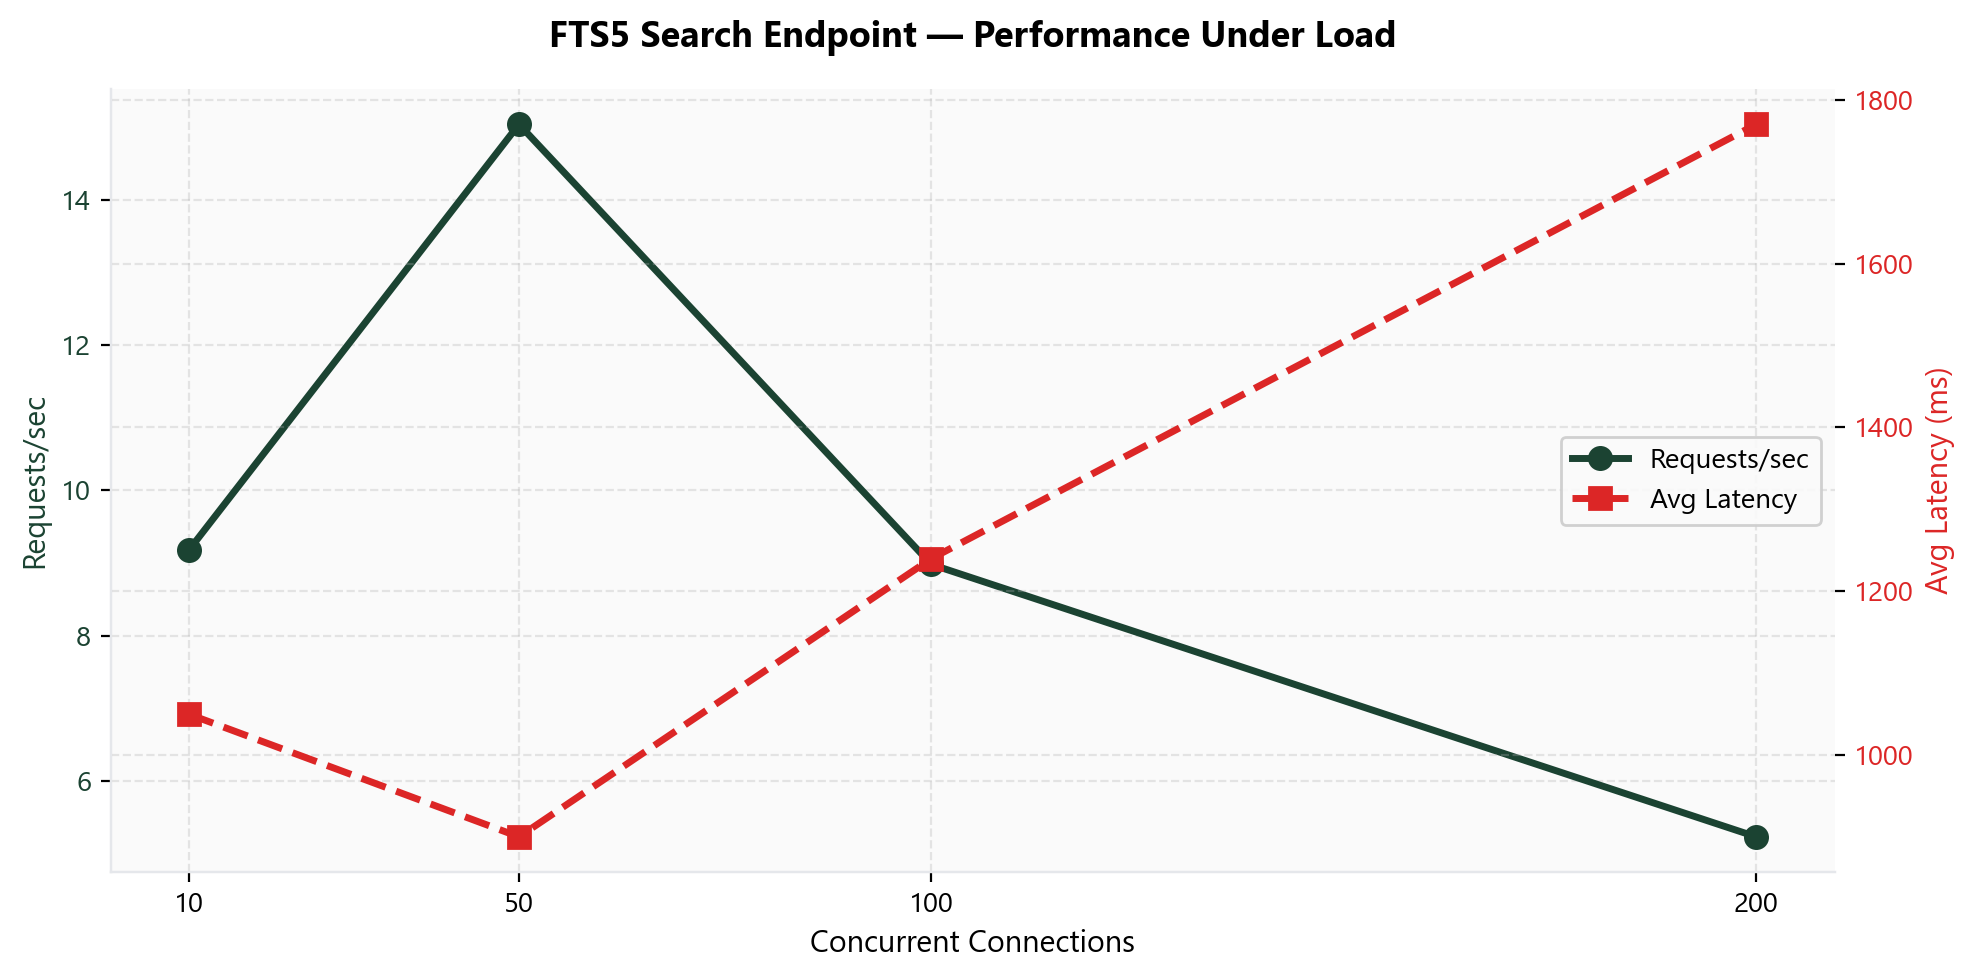 FTS5 Search Endpoint — Performance Under Load
Requests/sec
14
12
10
8
6
1800
1600
1400
1200
1000
Avg Latency (ms)
Requests/sec
Avg Latency
10 50 100 200
Concurrent Connections